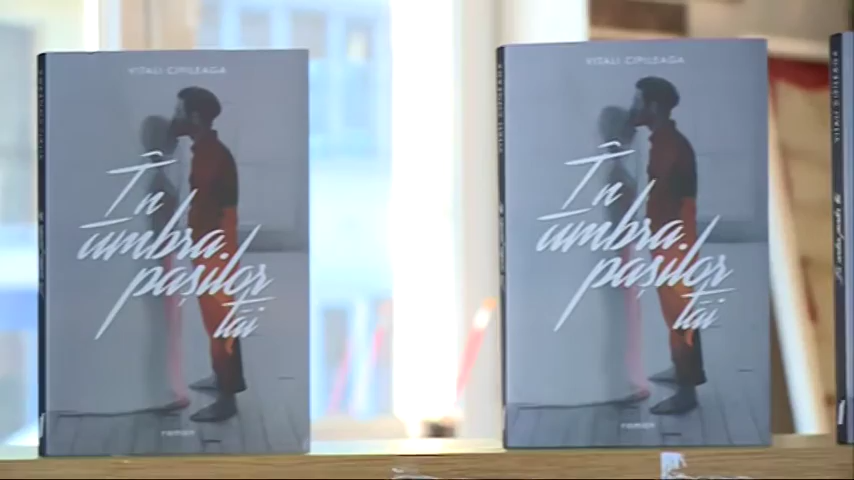 VITALI CIPILEAGA
În
umbra
pașilor
tăi
roman
VITALI CIPILEAGA
În
umbra
pașilor
tăi
roman